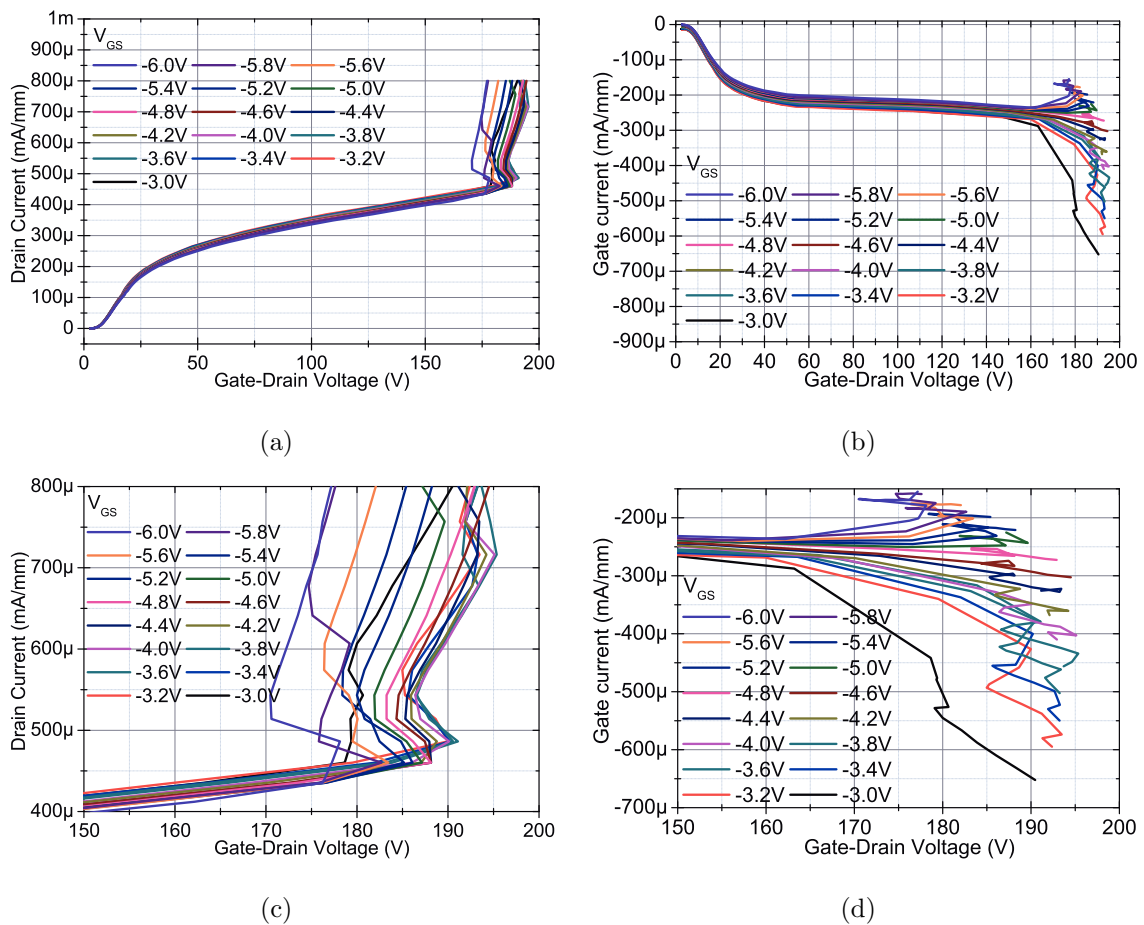 1m
900µ
800µ
700µ
600µ
500µ
400µ
300µ
200µ
100µ
0
Drain Current (mA/mm)
V_GS
-6.0V -5.8V -5.6V
-5.4V -5.2V -5.0V
-4.8V -4.6V -4.4V
-4.2V -4.0V -3.8V
-3.6V -3.4V -3.2V
-3.0V
0 50 100 150 200
Gate-Drain Voltage (V)
(a)
0
-100µ
-200µ
-300µ
-400µ
-500µ
-600µ
-700µ
-800µ
-900µ
Gate current (mA/mm)
V_GS
-6.0V -5.8V -5.6V
-5.4V -5.2V -5.0V
-4.8V -4.6V -4.4V
-4.2V -4.0V -3.8V
-3.6V -3.4V -3.2V
-3.0V
0 20 40 60 80 100 120 140 160 180 200
Gate-Drain Voltage (V)
(b)
800µ
700µ
600µ
500µ
400µ
Drain Current (mA/mm)
V_GS
-6.0V -5.8V
-5.6V -5.4V
-5.2V -5.0V
-4.8V -4.6V
-4.4V -4.2V
-4.0V -3.8V
-3.6V -3.4V
-3.2V -3.0V
150 160 170 180 190 200
Gate-Drain Voltage (V)
(c)
-200µ
-300µ
-400µ
-500µ
-600µ
-700µ
Gate current (mA/mm)
V_GS
-6.0V -5.8V
-5.6V -5.4V
-5.2V -5.0V
-4.8V -4.6V
-4.4V -4.2V
-4.0V -3.8V
-3.6V -3.4V
-3.2V -3.0V
150 160 170 180 190 200
Gate-Drain Voltage (V)
(d)